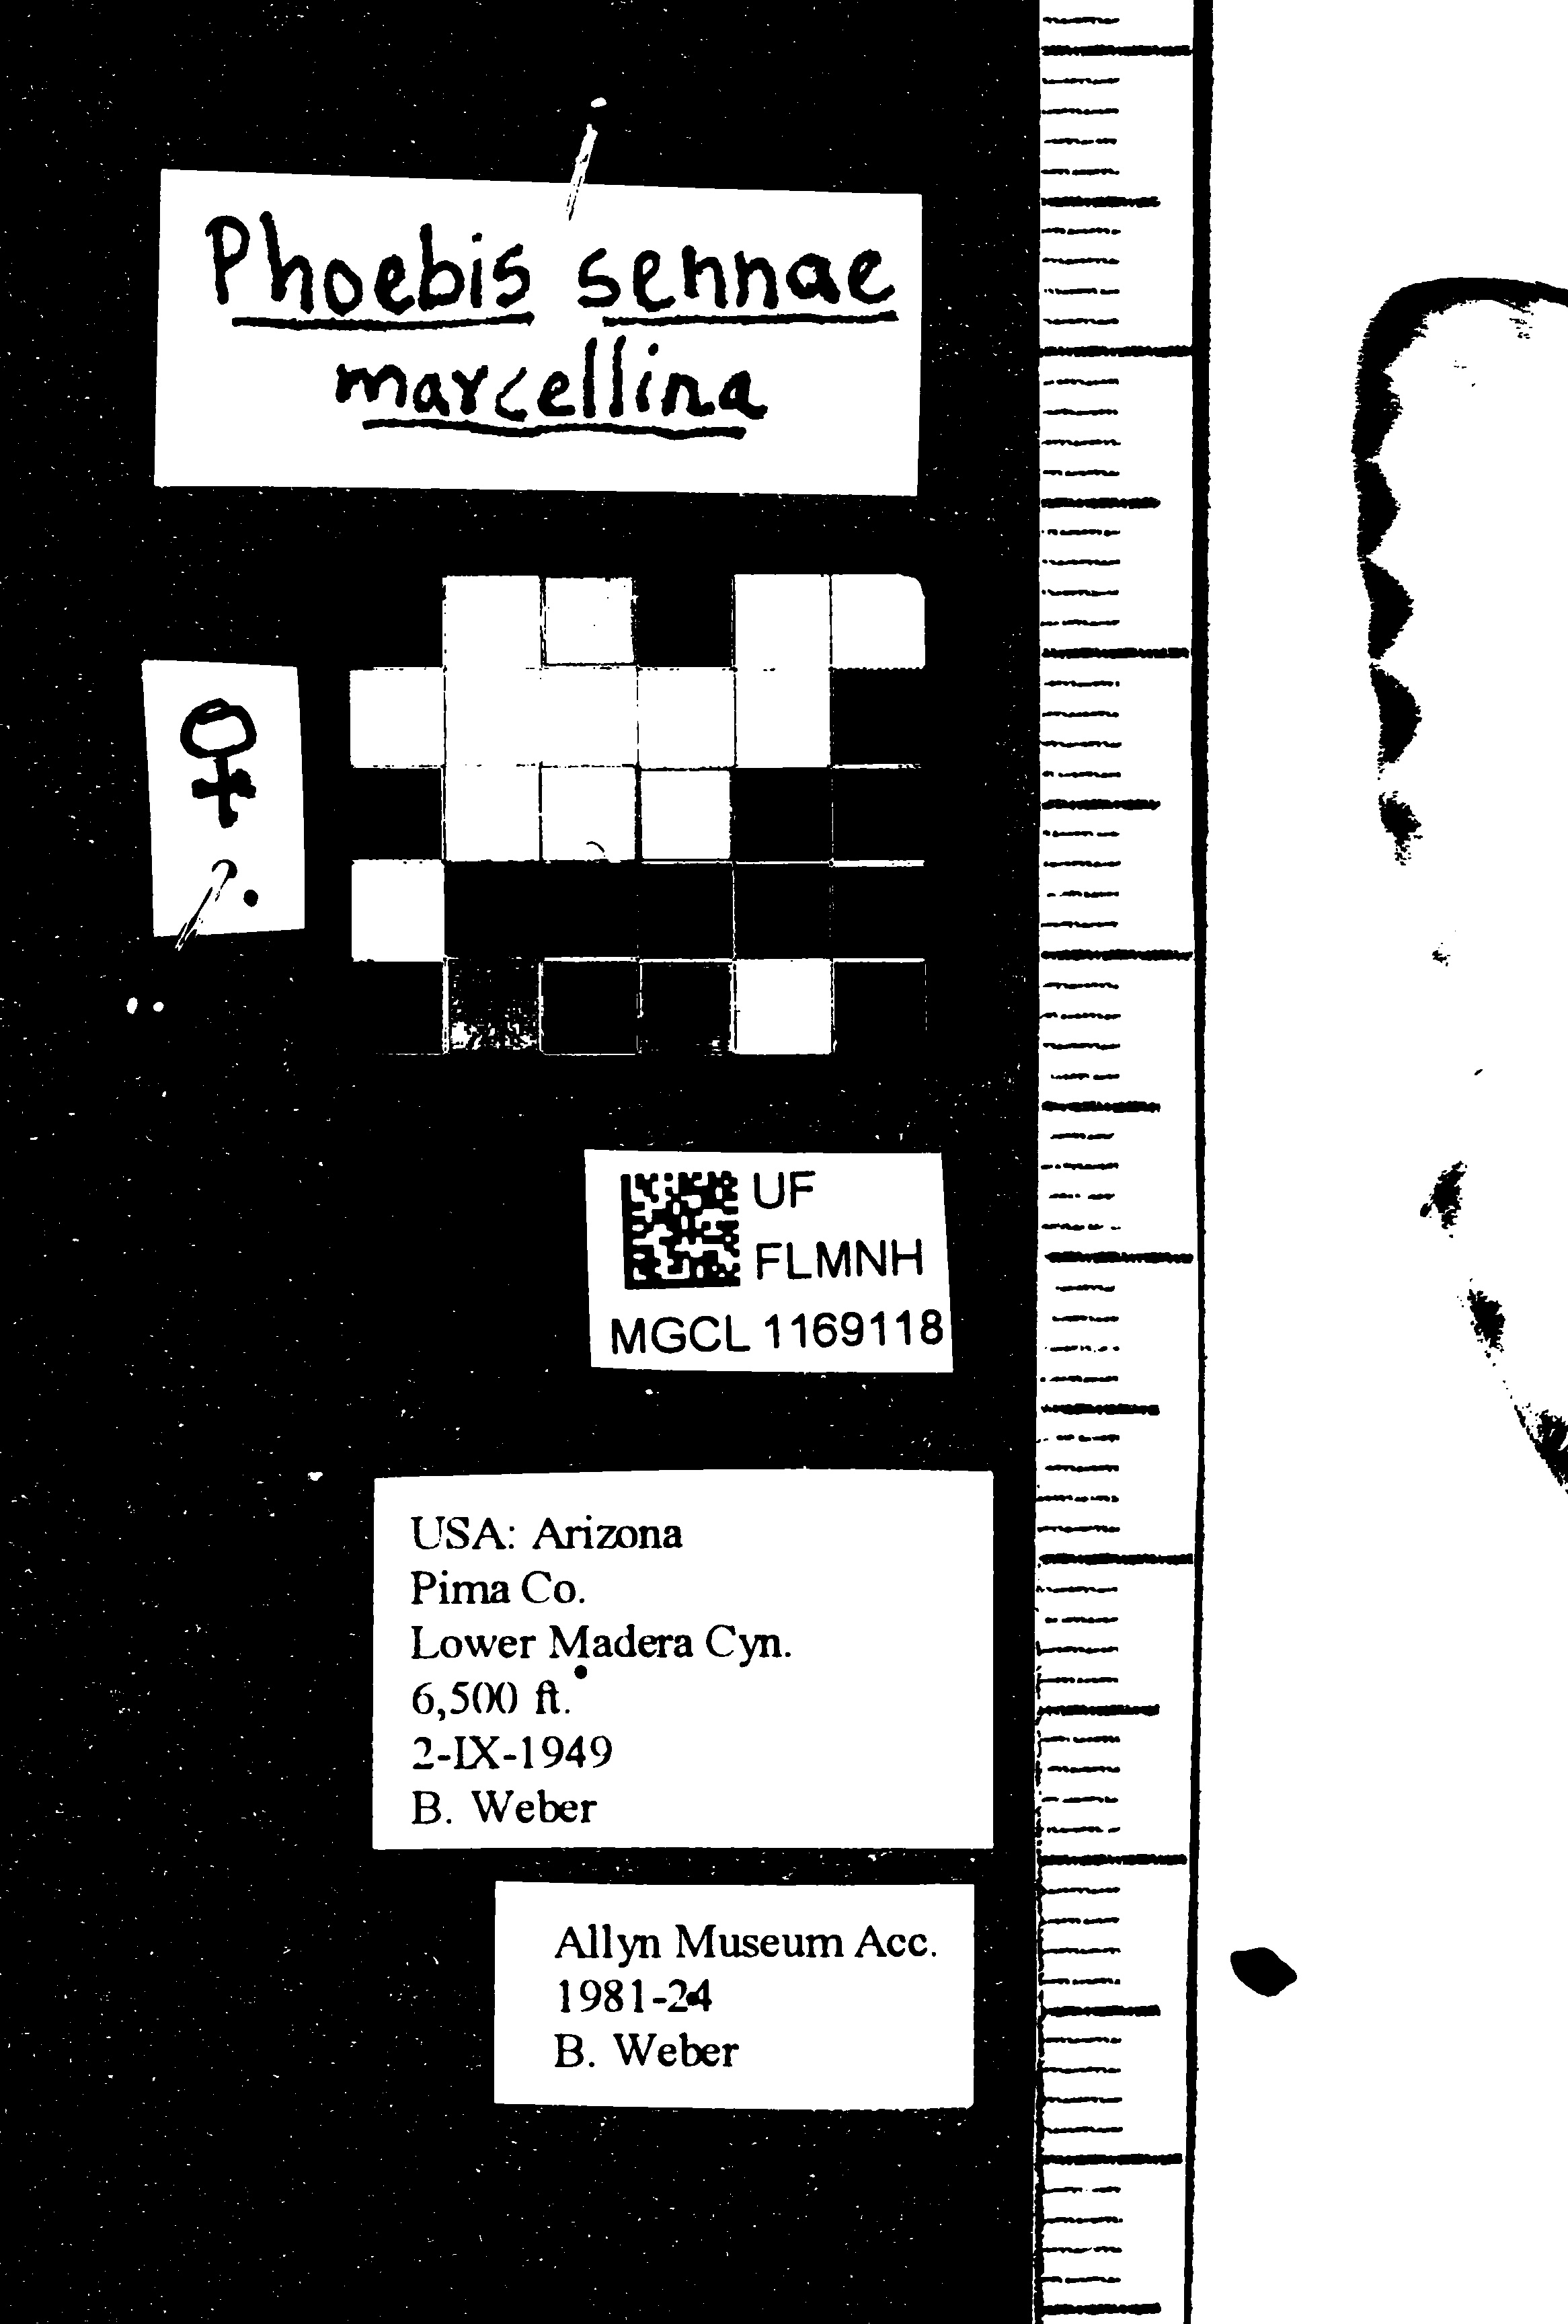 Phoebis sennae
marcellina
♀
UF
FLMNH
MGCL 1169118
USA: Arizona
Pima Co.
Lower Madera Cyn.
6,500 ft.
2-IX-1949
B. Weber
Allyn Museum Acc.
1981-24
B. Weber